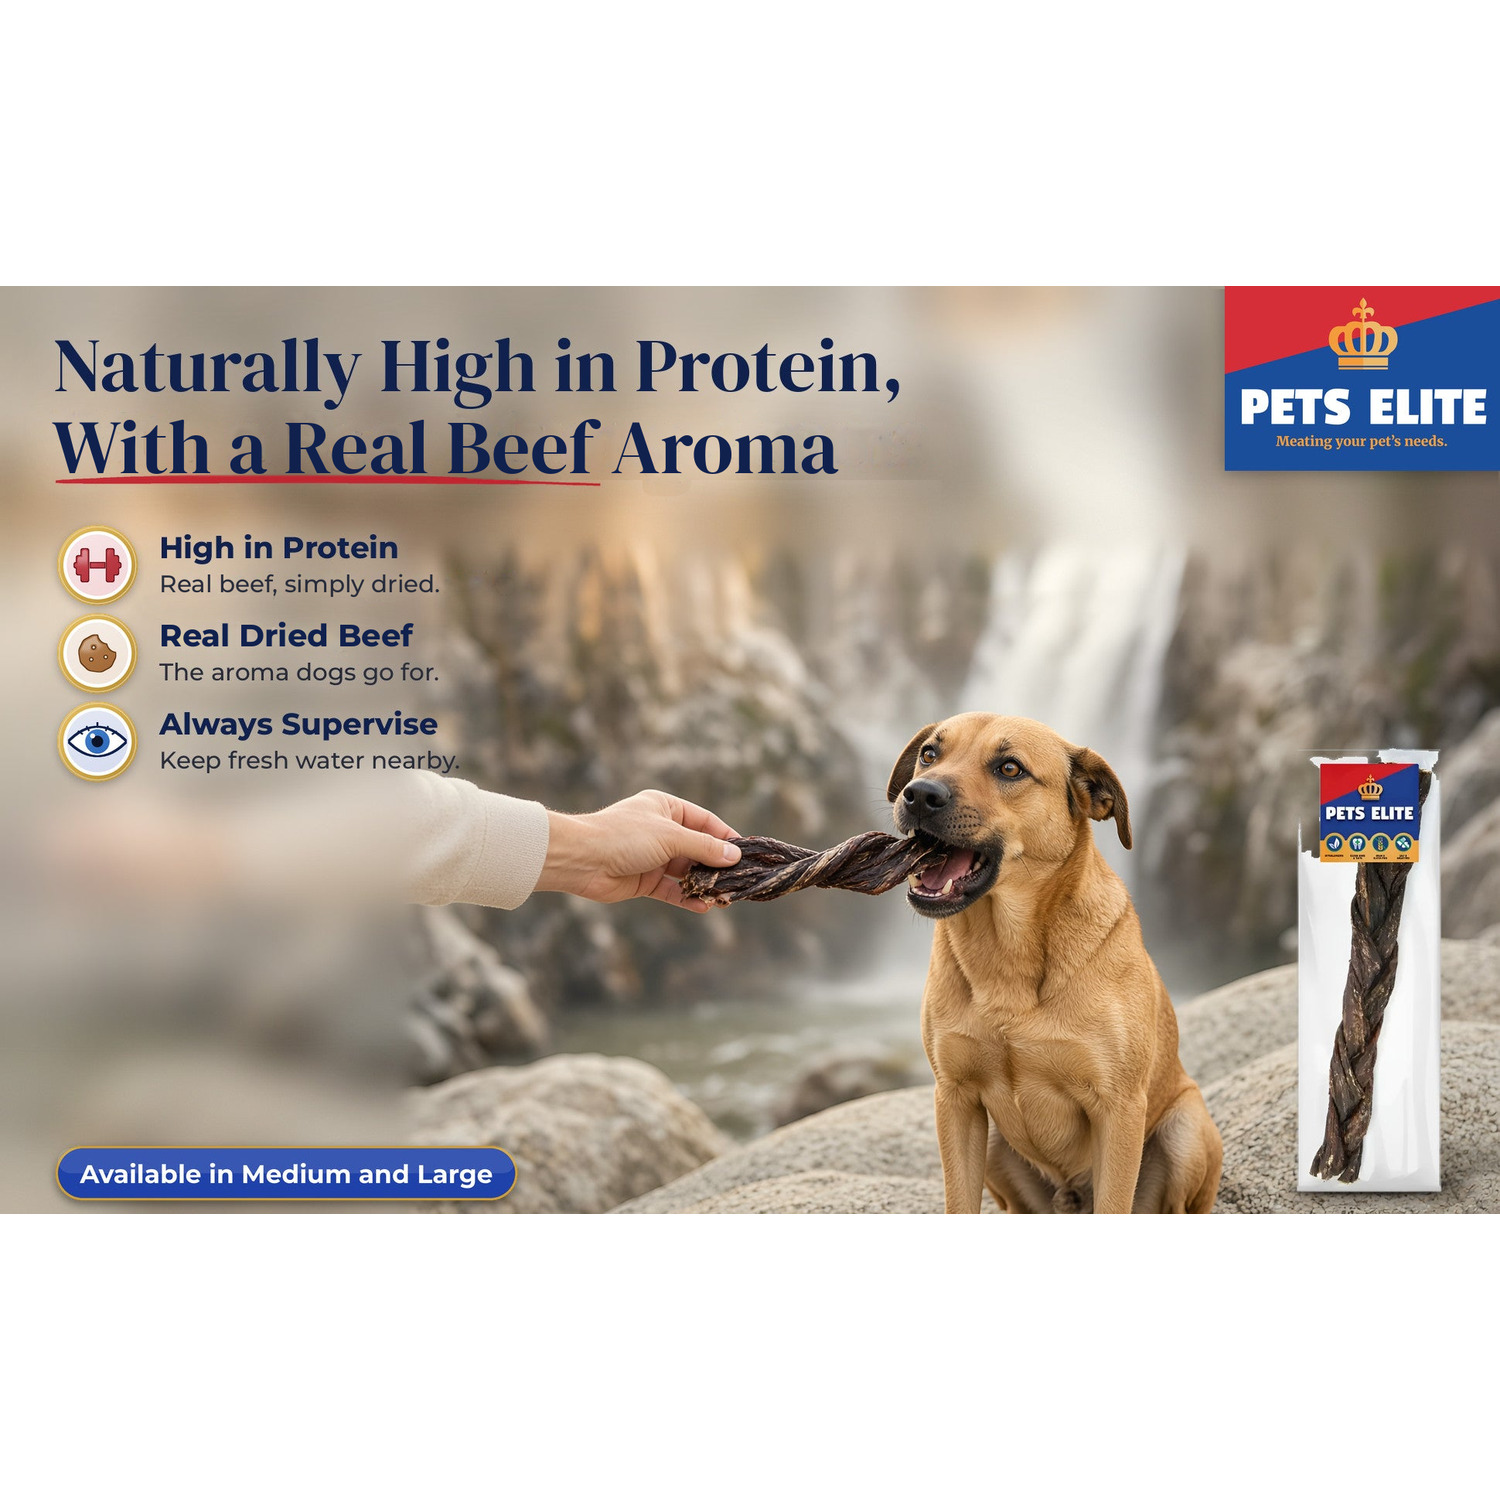 Naturally High in Protein,
With a Real Beef Aroma
High in Protein
Real beef, simply dried.
Real Dried Beef
The aroma dogs go for.
Always Supervise
Keep fresh water nearby.
Available in Medium and Large
PETS ELITE
Meating your pet's needs.
PETS ELITE